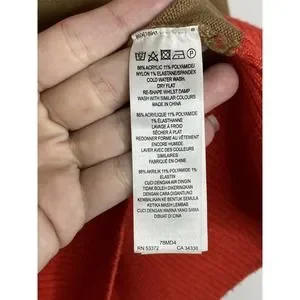 88% ACRYLIC 11% POLYAMIDE/
NYLON 1% ELASTANE/SPANDEX
COLD WATER WASH.
DRY FLAT
RE-SHAPE WHILST DAMP
WASH WITH SIMILAR COLOURS
MADE IN CHINA
88% ACRYLIQUE 11% POLYAMIDE
1% ELASTHANNE
LAVAGE À FROID
SÉCHER À PLAT
REDONNER FORME AU VÊTEMENT
ENCORE HUMIDE
LAVER AVEC DES COULEURS
SIMILAIRES
FABRIQUÉ EN CHINE
88% AKRILIK 11% POLYAMIDE 1%
ELASTIN
CUCI DENGAN AIR DINGIN
TIDAK BOLEH DIKERINGKAN
DENGAN CARA DIGANTUNG
KEMBALIKAN KE BENTUK SEMULA
KETIKA MASIH LEMBAB
CUCI DENGAN WARNA YANG SAMA
DIBUAT DI CINA
78MD4
RN 53372 CA 34338